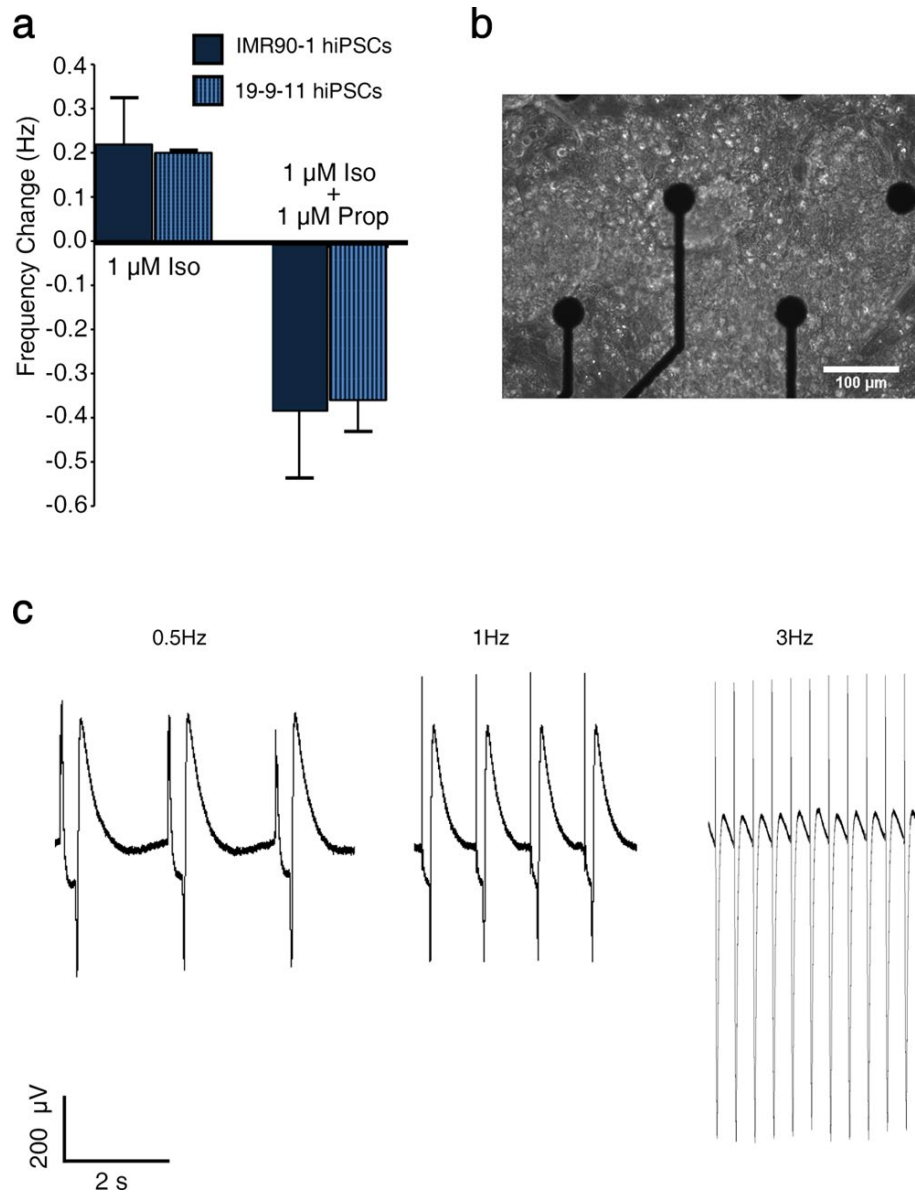 a
IMR90-1 hiPSCs
19-9-11 hiPSCs
Frequency Change (Hz)
0.4
0.3
0.2
0.1
0.0
-0.1
-0.2
-0.3
-0.4
-0.5
-0.6
1 µM Iso
1 µM Iso
+
1 µM Prop
b
100 µm
c
0.5Hz
1Hz
3Hz
200 µV
2 s